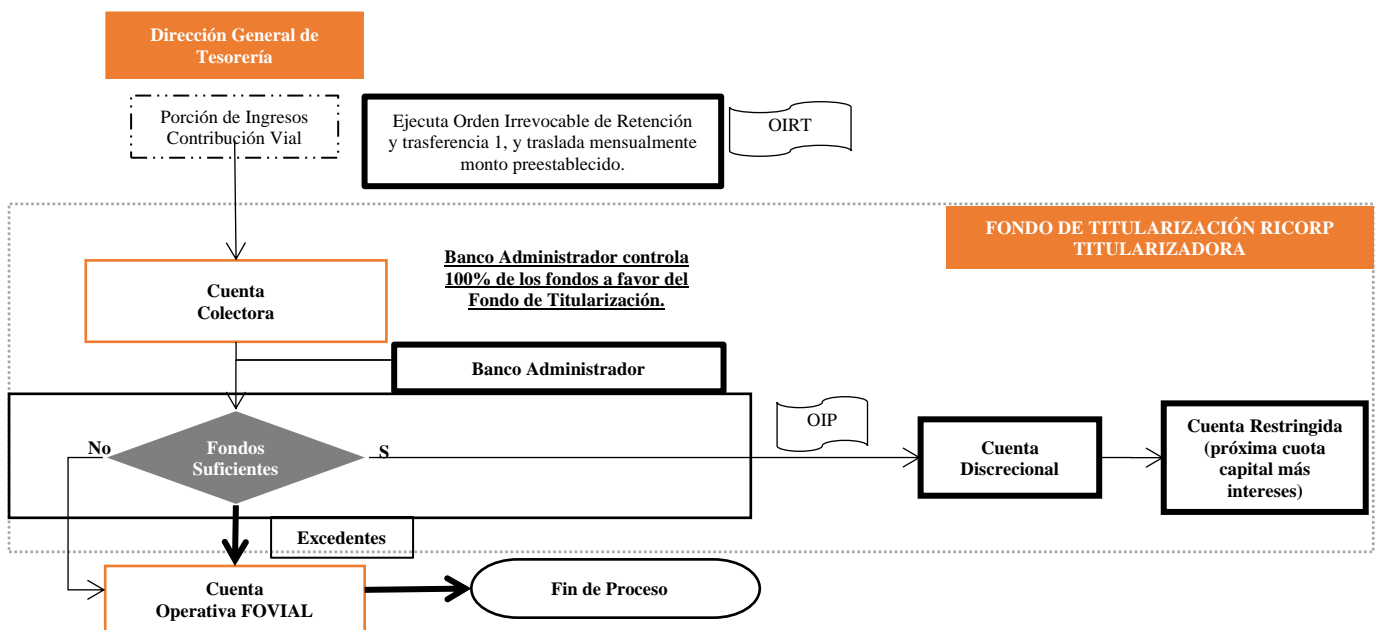 Dirección General de
Tesorería
Porción de Ingresos
Contribución Vial
Ejecuta Orden Irrevocable de Retención
y trasferencia 1, y traslada mensualmente
monto preestablecido.
OIRT
FONDO DE TITULARIZACIÓN RICORP
TITULARIZADORA
Banco Administrador controla
100% de los fondos a favor del
Fondo de Titularización.
Cuenta
Colectora
Banco Administrador
No
Fondos
Suficientes
S
OIP
Cuenta
Discrecional
Cuenta Restringida
(próxima cuota
capital más
intereses)
Excedentes
Cuenta
Operativa FOVIAL
Fin de Proceso